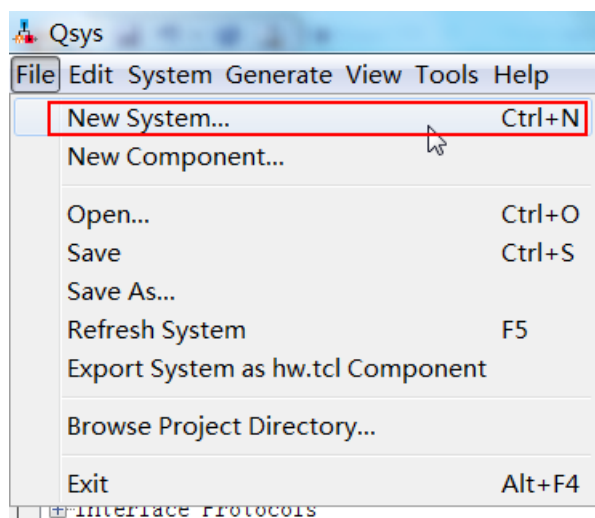 Qsys
File Edit System Generate View Tools Help
New System... Ctrl+N
New Component...
Open... Ctrl+O
Save Ctrl+S
Save As...
Refresh System F5
Export System as hw.tcl Component
Browse Project Directory...
Exit Alt+F4
Interface Protocols